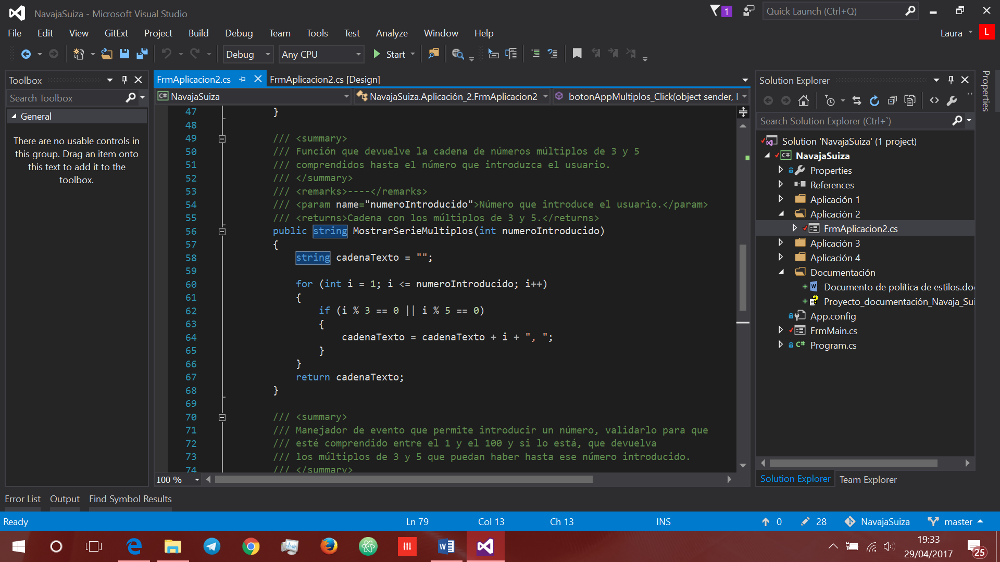 NavajaSuiza - Microsoft Visual Studio
1
Quick Launch (Ctrl+Q)
File Edit View GitExt Project Build Debug Team Tools Test Analyze Window Help
Laura L
Debug Any CPU Start
Toolbox
Search Toolbox
General
There are no usable controls in
this group. Drag an item onto
this text to add it to the
toolbox.
FrmAplicacion2.cs FrmAplicacion2.cs [Design]
C# NavajaSuiza NavajaSuiza.Aplicación_2.FrmAplicacion2 botonAppMultiplos_Click(object sender,
47 }
48
49 /// <summary>
50 /// Función que devuelve la cadena de números múltiplos de 3 y 5
51 /// comprendidos hasta el número que introduzca el usuario.
52 /// </summary>
53 /// <remarks>----</remarks>
54 /// <param name="numeroIntroducido">Número que introduce el usuario.</param>
55 /// <returns>Cadena con los múltiplos de 3 y 5.</returns>
56 public string MostrarSerieMultiplos(int numeroIntroducido)
57 {
58 string cadenaTexto = "";
59
60 for (int i = 1; i <= numeroIntroducido; i++)
61 {
62 if (i % 3 == 0 || i % 5 == 0)
63 {
64 cadenaTexto = cadenaTexto + i + ", ";
65 }
66 }
67 return cadenaTexto;
68 }
69
70 /// <summary>
71 /// Manejador de evento que permite introducir un número, validarlo para que
72 /// esté comprendido entre el 1 y el 100 y si lo está, que devuelva
73 /// los múltiplos de 3 y 5 que puedan haber hasta ese número introducido.
74 /// </summary>
100 %
Solution Explorer
Search Solution Explorer (Ctrl+`)
Solution 'NavajaSuiza' (1 project)
C# NavajaSuiza
Properties
References
Aplicación 1
Aplicación 2
FrmAplicacion2.cs
Aplicación 3
Aplicación 4
Documentación
Documento de política de estilos.do
Proyecto_documentación_Navaja_Sui
App.config
FrmMain.cs
C# Program.cs
Solution Explorer Team Explorer
Properties
Error List Output Find Symbol Results
Ready Ln 79 Col 13 Ch 13 INS 0 28 NavajaSuiza master
19:33
29/04/2017
25